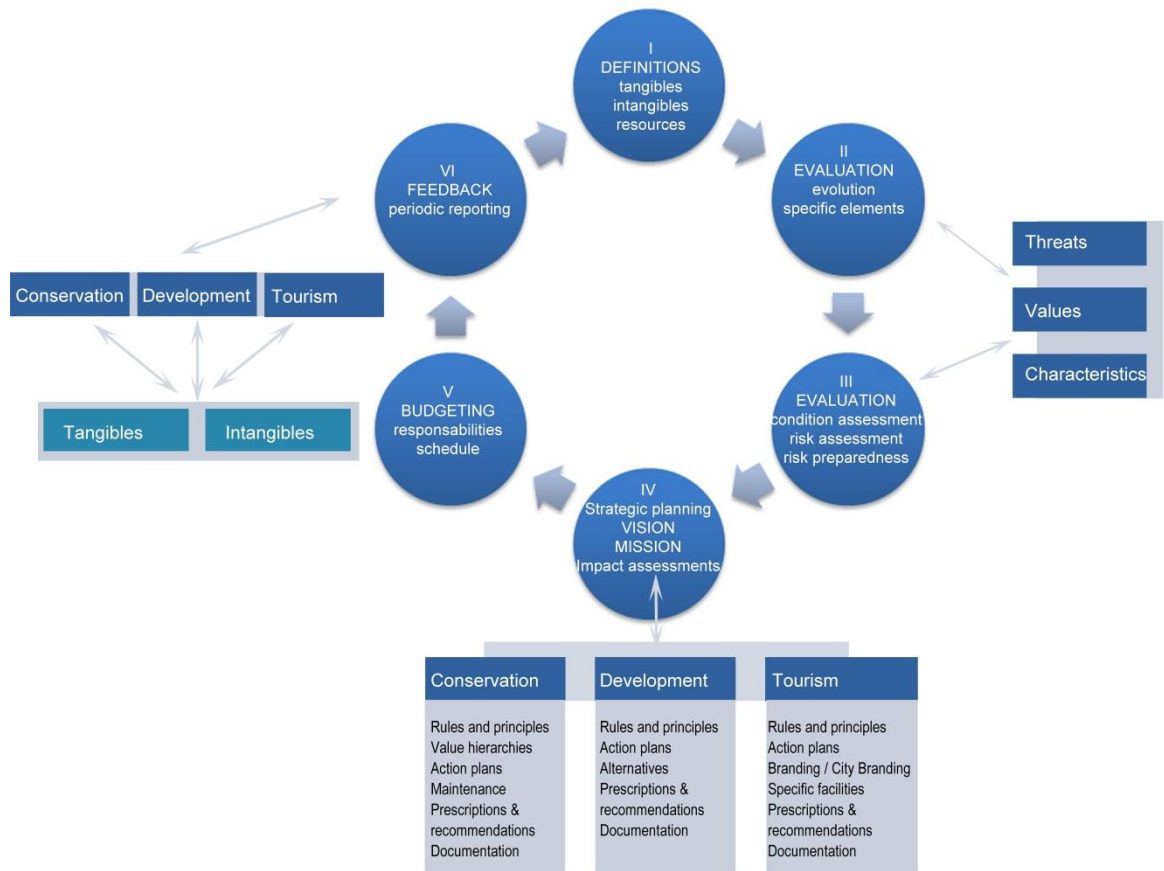 I
DEFINITIONS
tangibles
intangibles
resources
II
EVALUATION
evolution
specific elements
VI
FEEDBACK
periodic reporting
Threats
Values
Characteristics
Conservation
Development
Tourism
Tangibles
Intangibles
III
EVALUATION
condition assessment
risk assessment
risk preparedness
V
BUDGETING
responsabilities
schedule
IV
Strategic planning
VISION
MISSION
Impact assessments
Conservation
Rules and principles
Value hierarchies
Action plans
Maintenance
Prescriptions &
recommendations
Documentation
Development
Rules and principles
Action plans
Alternatives
Prescriptions &
recommendations
Documentation
Tourism
Rules and principles
Action plans
Branding / City Branding
Specific facilities
Prescriptions &
recommendations
Documentation